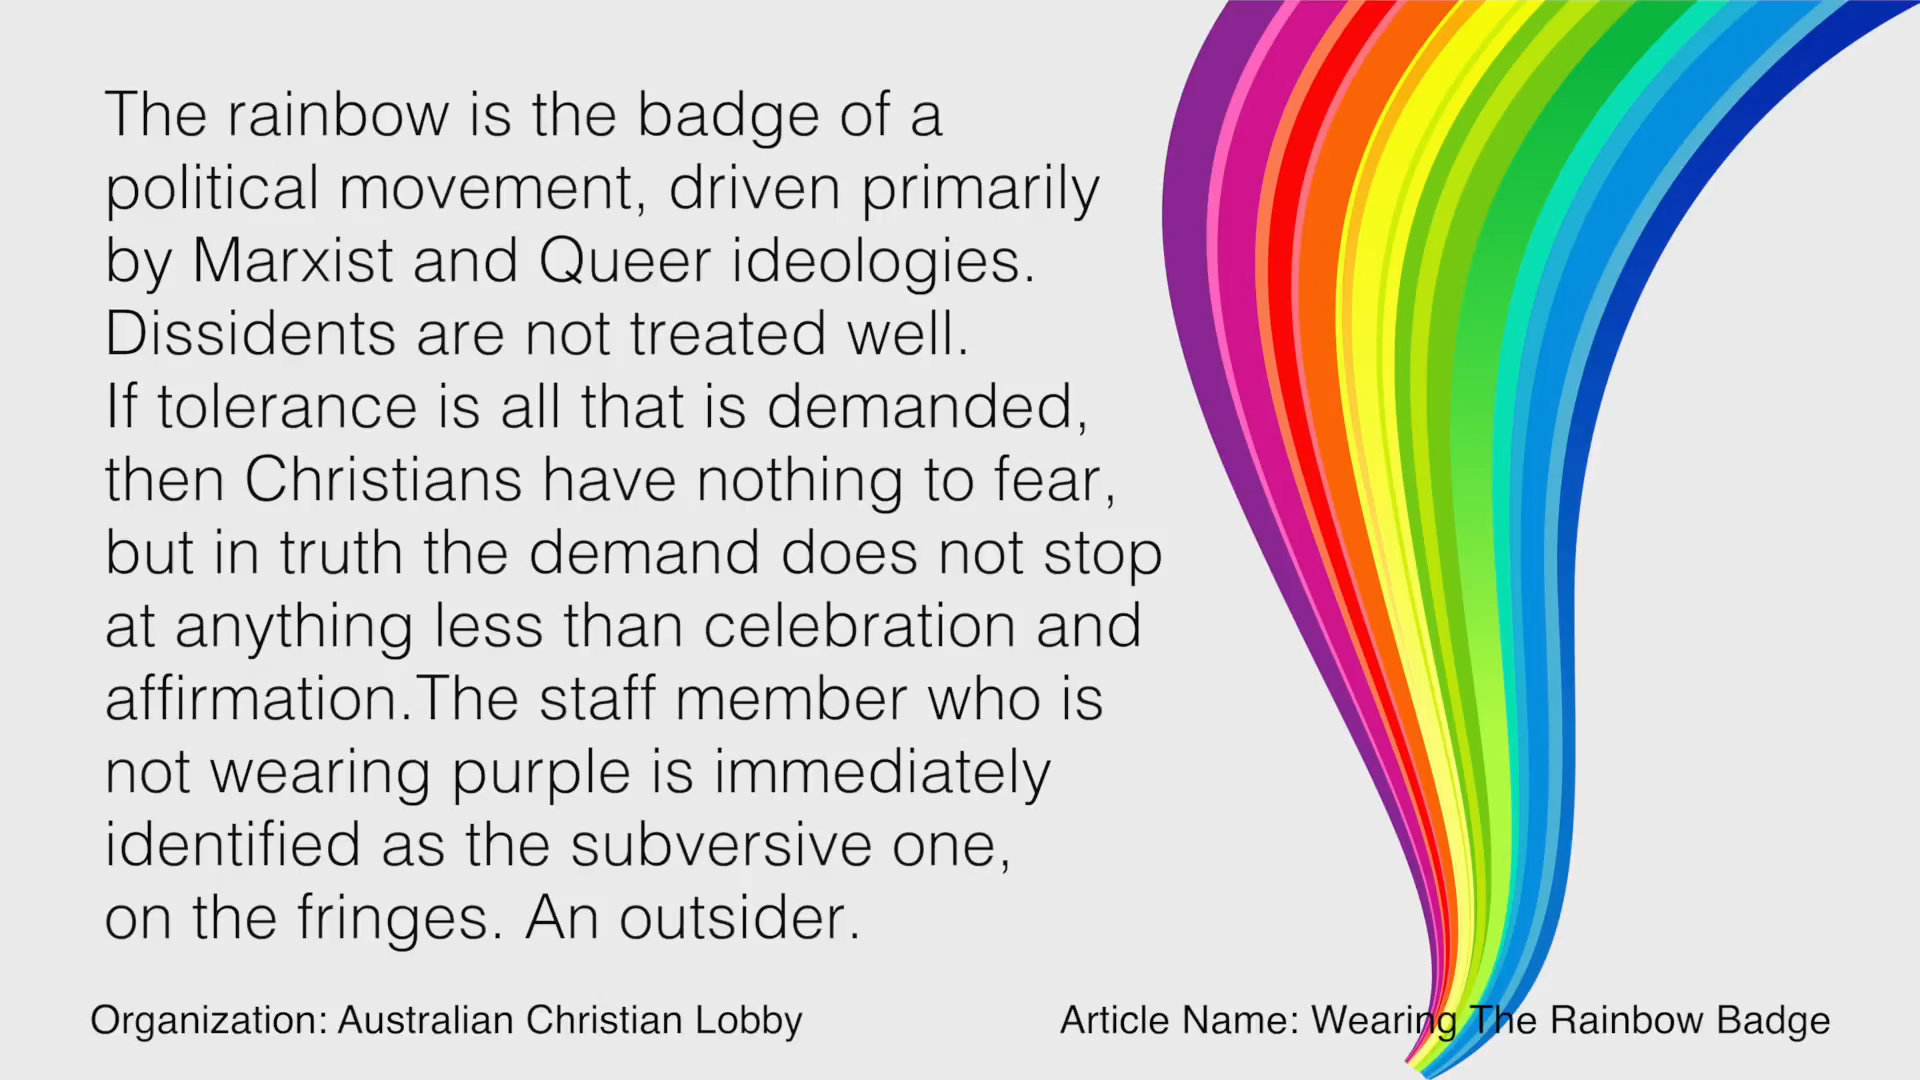 The rainbow is the badge of a
political movement, driven primarily
by Marxist and Queer ideologies.
Dissidents are not treated well.
If tolerance is all that is demanded,
then Christians have nothing to fear,
but in truth the demand does not stop
at anything less than celebration and
affirmation.The staff member who is
not wearing purple is immediately
identified as the subversive one,
on the fringes. An outsider.
Organization: Australian Christian Lobby
Article Name: Wearing The Rainbow Badge